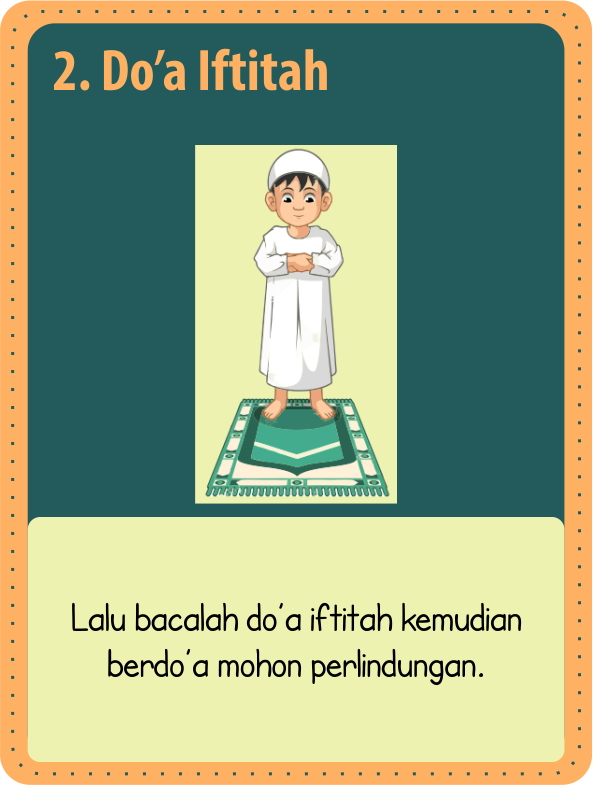 2. Do’a Iftitah
Lalu bacalah do’a iftitah kemudian
berdo’a mohon perlindungan.